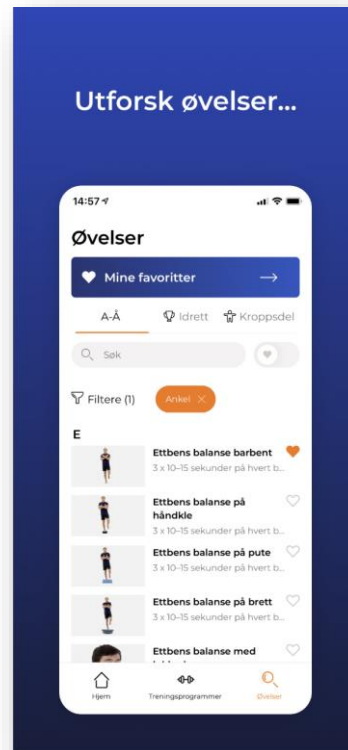 Utforsk øvelser...
14:57
Øvelser
Mine favoritter
A-Å Idrett Kroppsdel
Søk
Filtere (1) Ankel
E
Ettbens balanse barbent
3 x 10–15 sekunder på hvert b...
Ettbens balanse på
håndkle
3 x 10–15 sekunder på hvert b...
Ettbens balanse på pute
3 x 10–15 sekunder på hvert b...
Ettbens balanse på brett
3 x 10–15 sekunder på hvert b...
Ettbens balanse med
Hjem Treningsprogrammer Øvelser